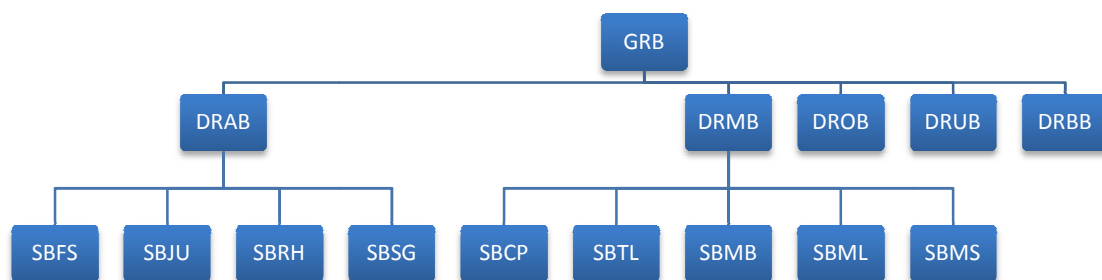 GRB
DRAB DRMB DROB DRUB DRBB
SBFS SBJU SBRH SBSG SBCP SBTL SBMB SBML SBMS